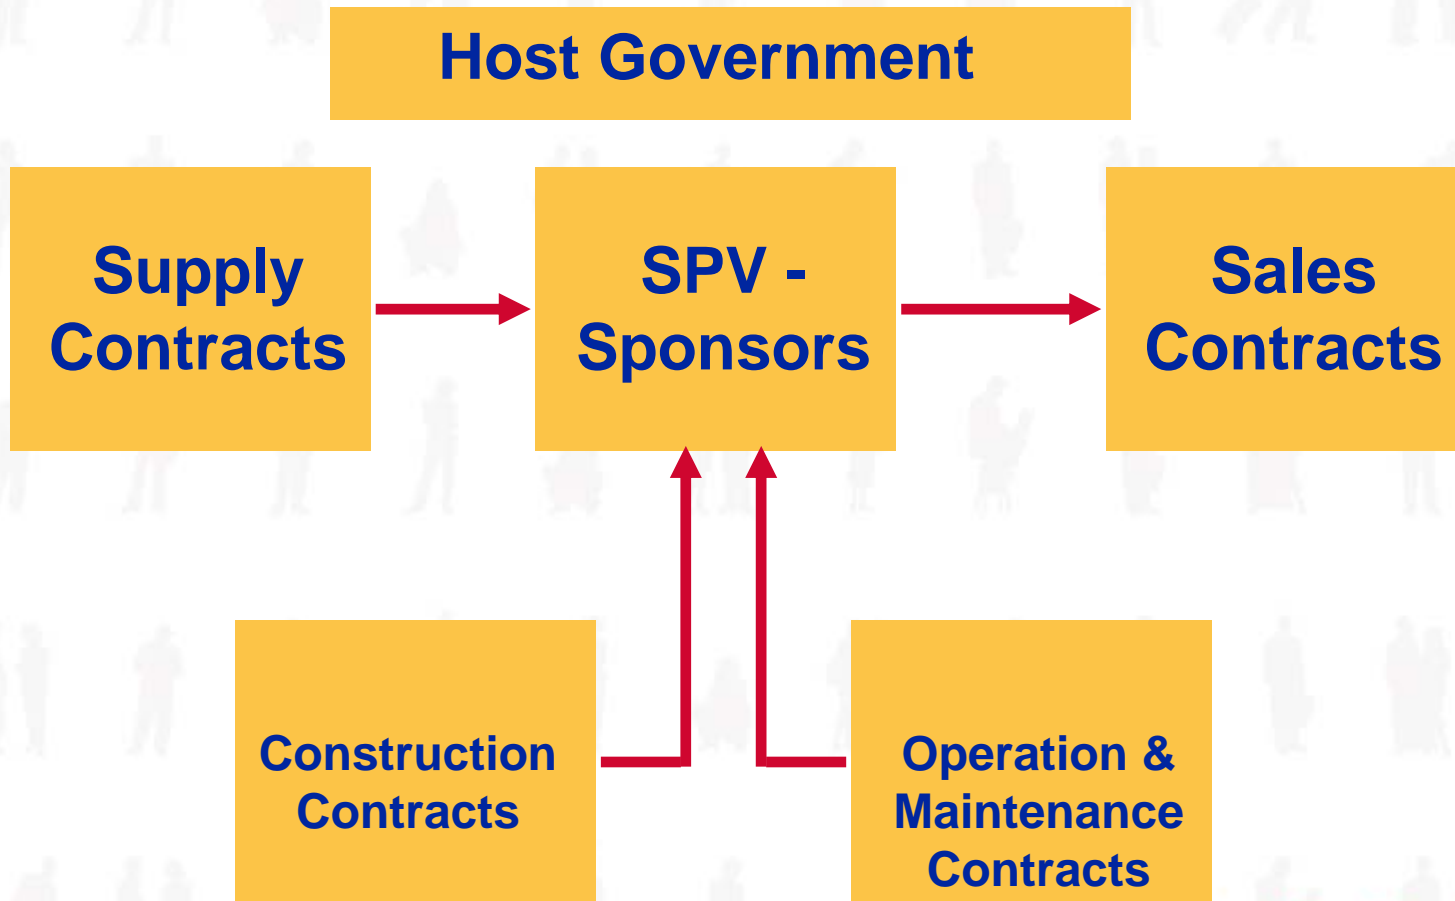 Host Government
Supply
Contracts
SPV -
Sponsors
Sales
Contracts
Construction
Contracts
Operation &
Maintenance
Contracts